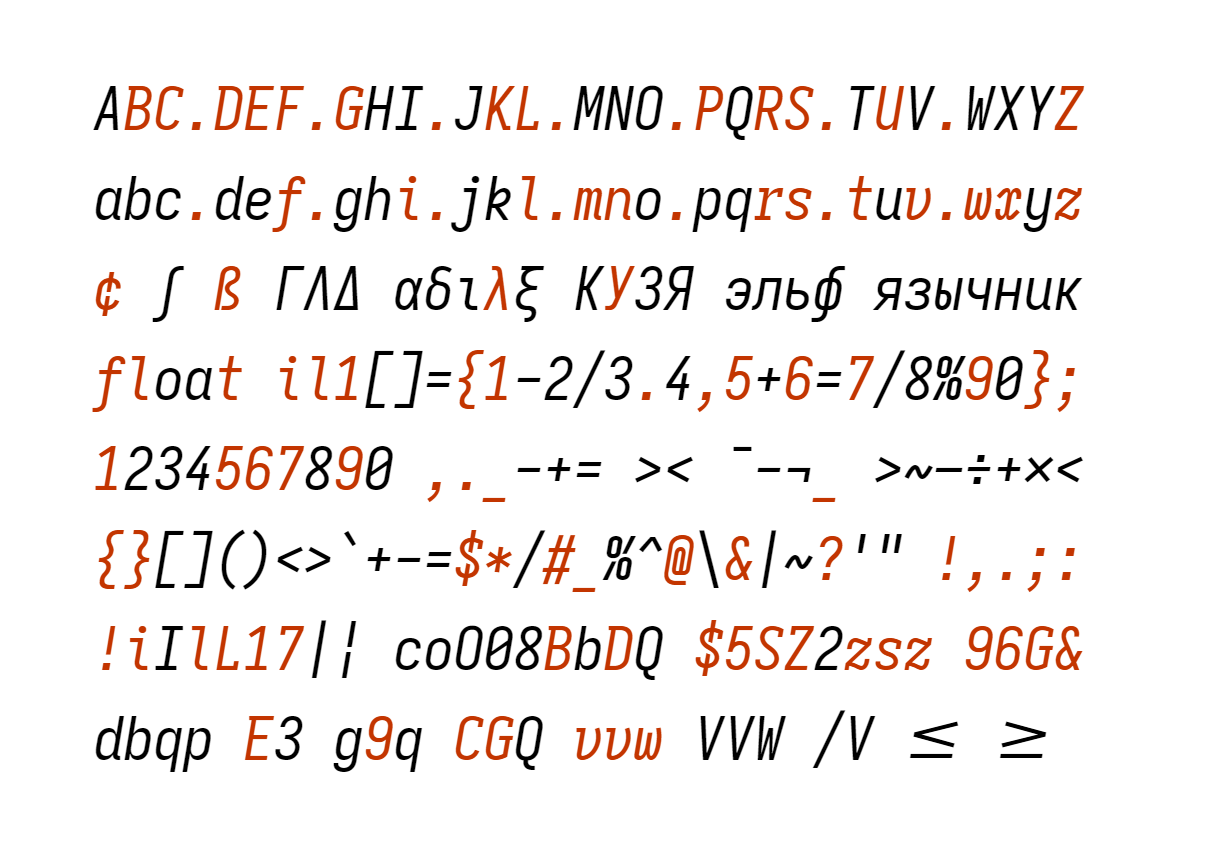 ABC.DEF.GHI.JKL.MNO.PQRS.TUV.WXYZ
abc.def.ghi.jkl.mno.pqrs.tuv.wxyz
¢ ∫ ß ΓΛΔ αδιλξ КУЗЯ эльф язычник
float il1[]={1-2/3.4,5+6=7/8%90};
1234567890 ,._-+= >< ¯-¬_ >~–÷+×<
{}[]()<>`+-=$*/#_%^@\&|~?'" !,.;:
!iIlL17|¦ coO08BbDQ $5SZ2zsz 96G&
dbqp E3 g9q CGQ vvw VVW /V ≤ ≥